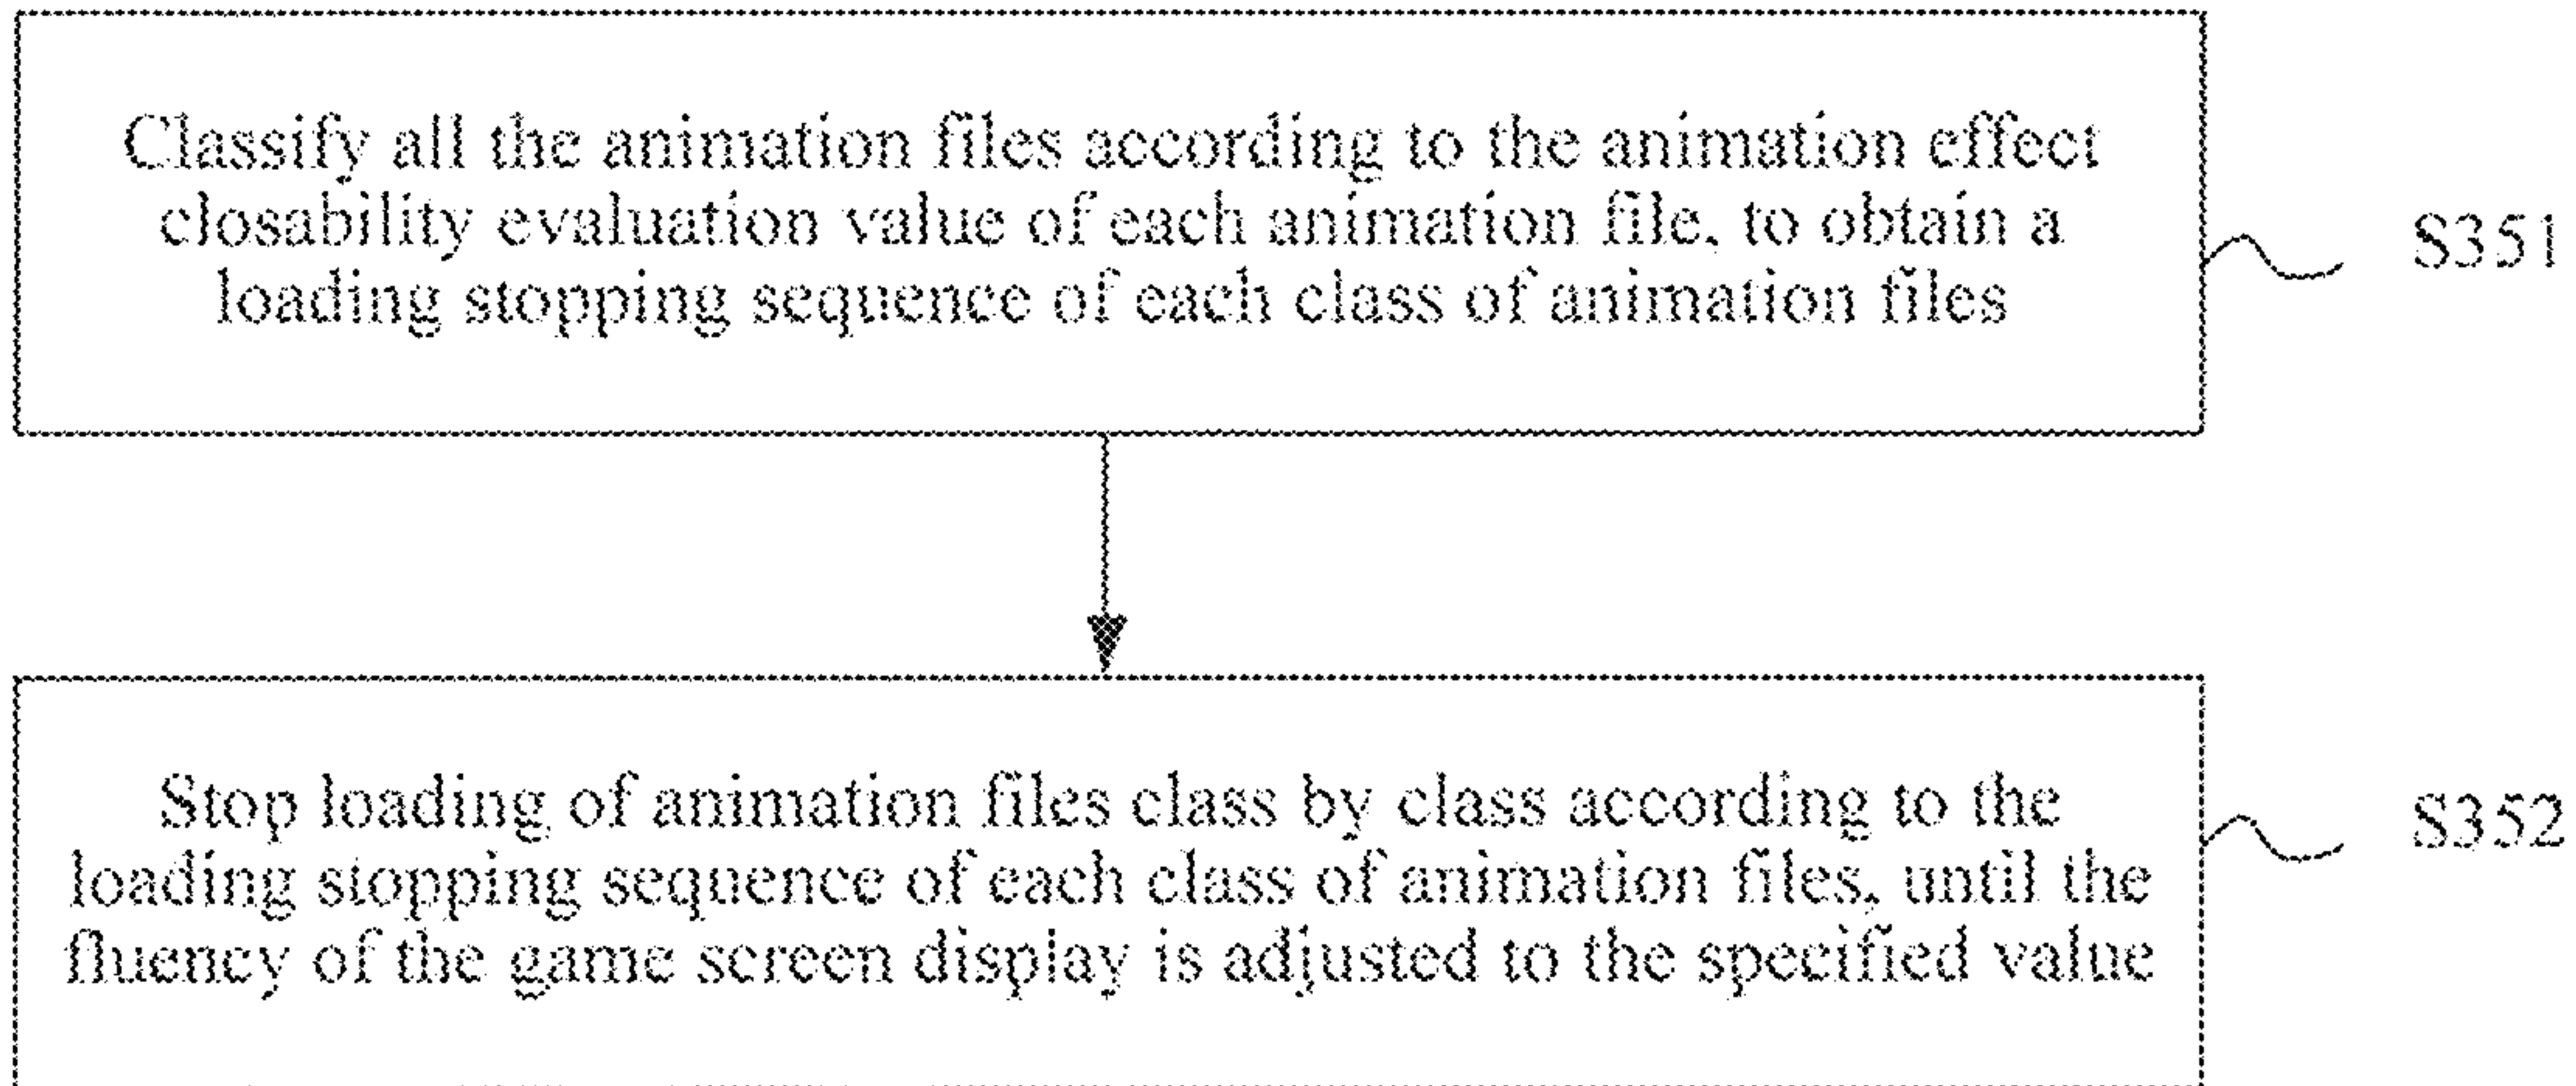 Classify all the animation files according to the animation effect
closability evaluation value of each animation file, to obtain a
loading stopping sequence of each class of animation files
S351
Stop loading of animation files class by class according to the
loading stopping sequence of each class of animation files, until the
fluency of the game screen display is adjusted to the specified value
S352